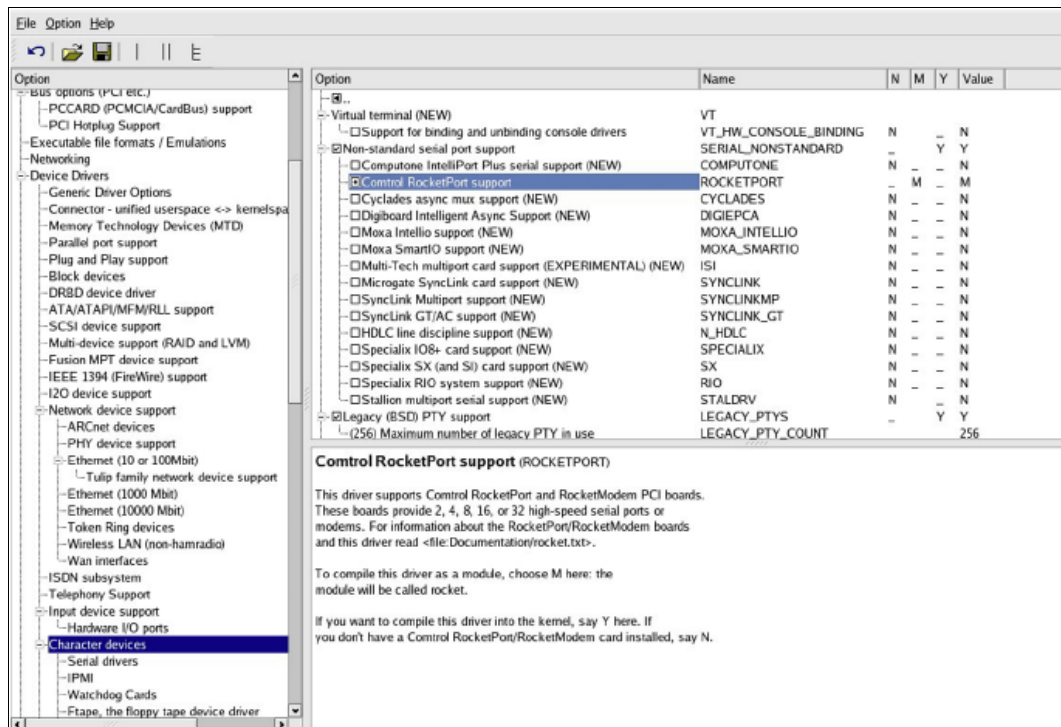 File Option Help
Option
Bus options (PCI etc.)
PCCARD (PCMCIA/CardBus) support
PCI Hotplug Support
Executable file formats / Emulations
Networking
Device Drivers
Generic Driver Options
Connector - unified userspace <-> kernelspa
Memory Technology Devices (MTD)
Parallel port support
Plug and Play support
Block devices
DRBD device driver
ATA/ATAPI/MFM/RLL support
SCSI device support
Multi-device support (RAID and LVM)
Fusion MPT device support
IEEE 1394 (FireWire) support
I2O device support
Network device support
ARCnet devices
PHY device support
Ethernet (10 or 100Mbit)
Tulip family network device support
Ethernet (1000 Mbit)
Ethernet (10000 Mbit)
Token Ring devices
Wireless LAN (non-hamradio)
Wan interfaces
ISDN subsystem
Telephony Support
Input device support
Hardware I/O ports
Character devices
Serial drivers
IPMI
Watchdog Cards
Ftape, the floppy tape device driver
Option Name N M Y Value
..
Virtual terminal (NEW) VT
Support for binding and unbinding console drivers VT_HW_CONSOLE_BINDING N _ N
Non-standard serial port support SERIAL_NONSTANDARD _ Y Y
Computone IntelliPort Plus serial support (NEW) COMPUTONE N _ _ N
Comtrol RocketPort support ROCKETPORT _ M _ M
Cyclades async mux support (NEW) CYCLADES N _ _ N
Digiboard Intelligent Async Support (NEW) DIGIEPCA N _ _ N
Moxa Intellio support (NEW) MOXA_INTELLIO N _ _ N
Moxa SmartIO support (NEW) MOXA_SMARTIO N _ _ N
Multi-Tech multiport card support (EXPERIMENTAL) (NEW) ISI N _ _ N
Microgate SyncLink card support (NEW) SYNCLINK N _ _ N
SyncLink Multiport support (NEW) SYNCLINKMP N _ _ N
SyncLink GT/AC support (NEW) SYNCLINK_GT N _ _ N
HDLC line discipline support (NEW) N_HDLC N _ _ N
Specialix IO8+ card support (NEW) SPECIALIX N _ _ N
Specialix SX (and SI) card support (NEW) SX N _ _ N
Specialix RIO system support (NEW) RIO N _ _ N
Stallion multiport serial support (NEW) STALDRV N _ N
Legacy (BSD) PTY support LEGACY_PTYS _ Y Y
(256) Maximum number of legacy PTY in use LEGACY_PTY_COUNT 256
Comtrol RocketPort support (ROCKETPORT)
This driver supports Comtrol RocketPort and RocketModem PCI boards.
These boards provide 2, 4, 8, 16, or 32 high-speed serial ports or
modems. For information about the RocketPort/RocketModem boards
and this driver read <file:Documentation/rocket.txt>.
To compile this driver as a module, choose M here: the
module will be called rocket.
If you want to compile this driver into the kernel, say Y here. If
you don't have a Comtrol RocketPort/RocketModem card installed, say N.